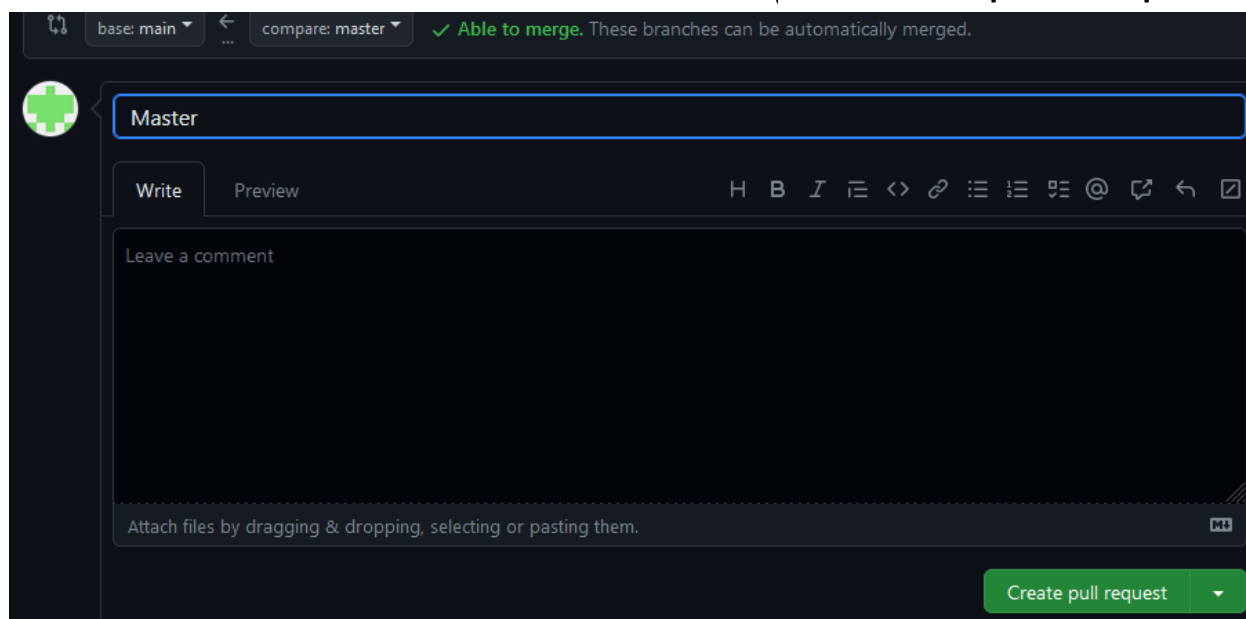 base: main ← ... compare: master ✓ Able to merge. These branches can be automatically merged.
Master
Write Preview H B I <> @
Leave a comment
Attach files by dragging & dropping, selecting or pasting them.
Create pull request